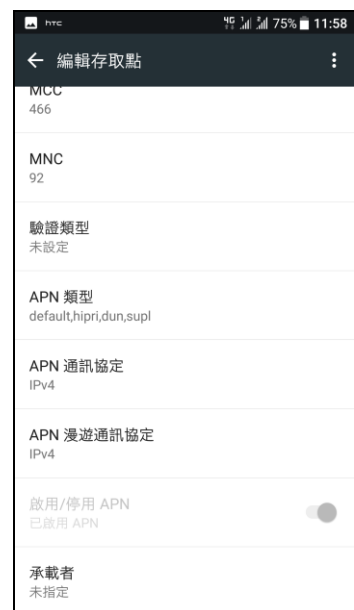 hTC
4G 75% 11:58
編輯存取點
MCC
466
MNC
92
驗證類型
未設定
APN 類型
default,hipri,dun,supl
APN 通訊協定
IPv4
APN 漫遊通訊協定
IPv4
啟用/停用 APN
已啟用 APN
承載者
未指定